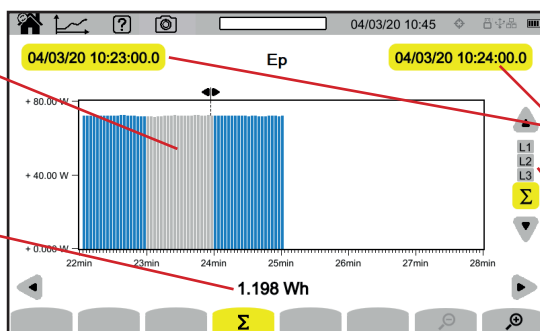 04/03/20 10:45
04/03/20 10:23:00.0
Ep
04/03/20 10:24:00.0
+ 80.00 W
+ 40.00 W
+ 0.000 W
L1
L2
L3
Σ
22min 23min 24min 25min 26min 27min 28min
1.198 Wh
Σ